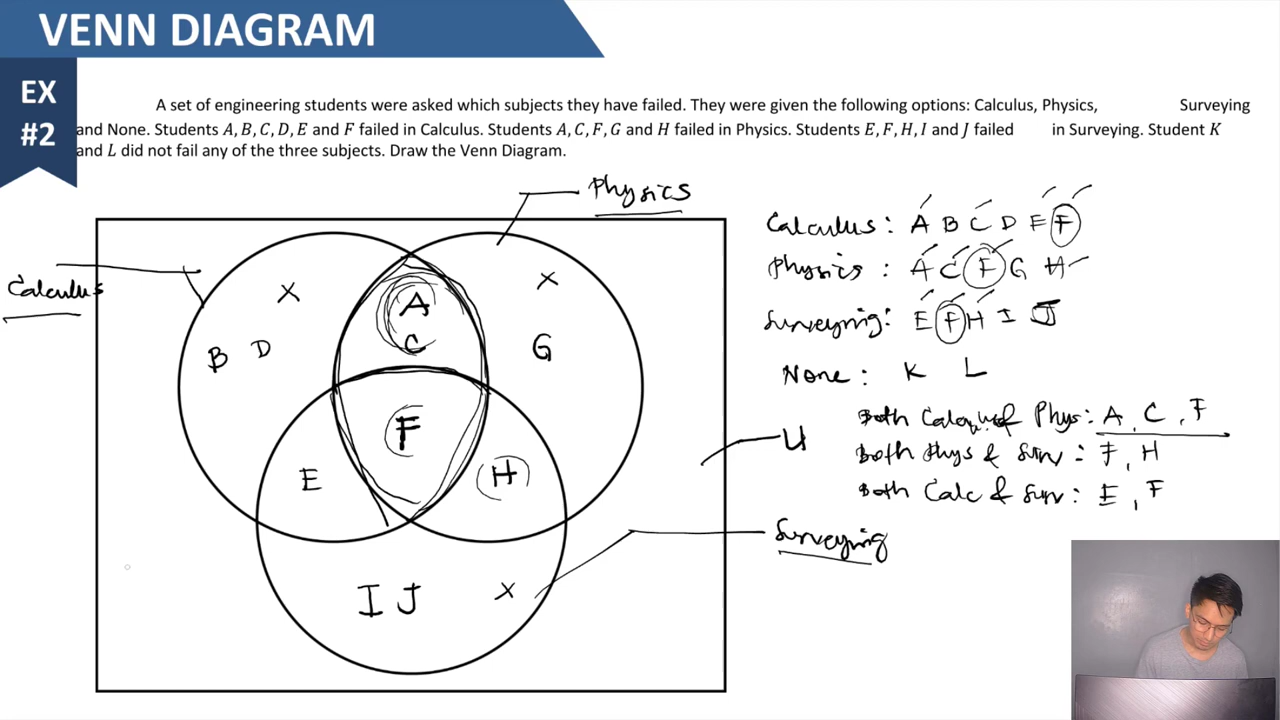 VENN DIAGRAM
EX
#2
A set of engineering students were asked which subjects they have failed. They were given the following options: Calculus, Physics, Surveying
and None. Students A, B, C, D, E and F failed in Calculus. Students A, C, F, G and H failed in Physics. Students E, F, H, I and J failed in Surveying. Student K
and L did not fail any of the three subjects. Draw the Venn Diagram.
Physics
Calculus
X
X
A
C
B D
G
F
E
H
I J
X
U
Surveying
Calculus: A B C D E F
Physics: A C F G H
Surveying: E F H I J
None: K L
Both Phys: A, C, F
Both Phys & Surv: F, H
Both Calc & Surv: E, F